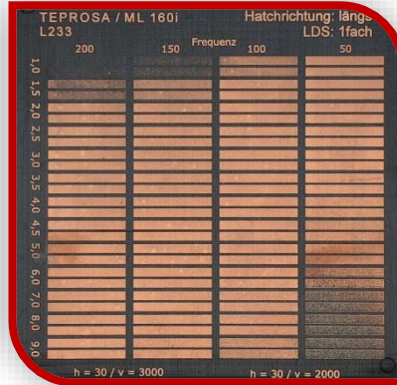 TEPROSA / ML 160i
Hatchrichtung: längs
L233
LDS: 1fach
Frequenz
200 150 100 50
1,0
1,5
2,0
2,5
3,0
3,5
4,0
4,5
5,0
6,0
7,0
8,0
9,0
h = 30 / v = 3000
h = 30 / v = 2000